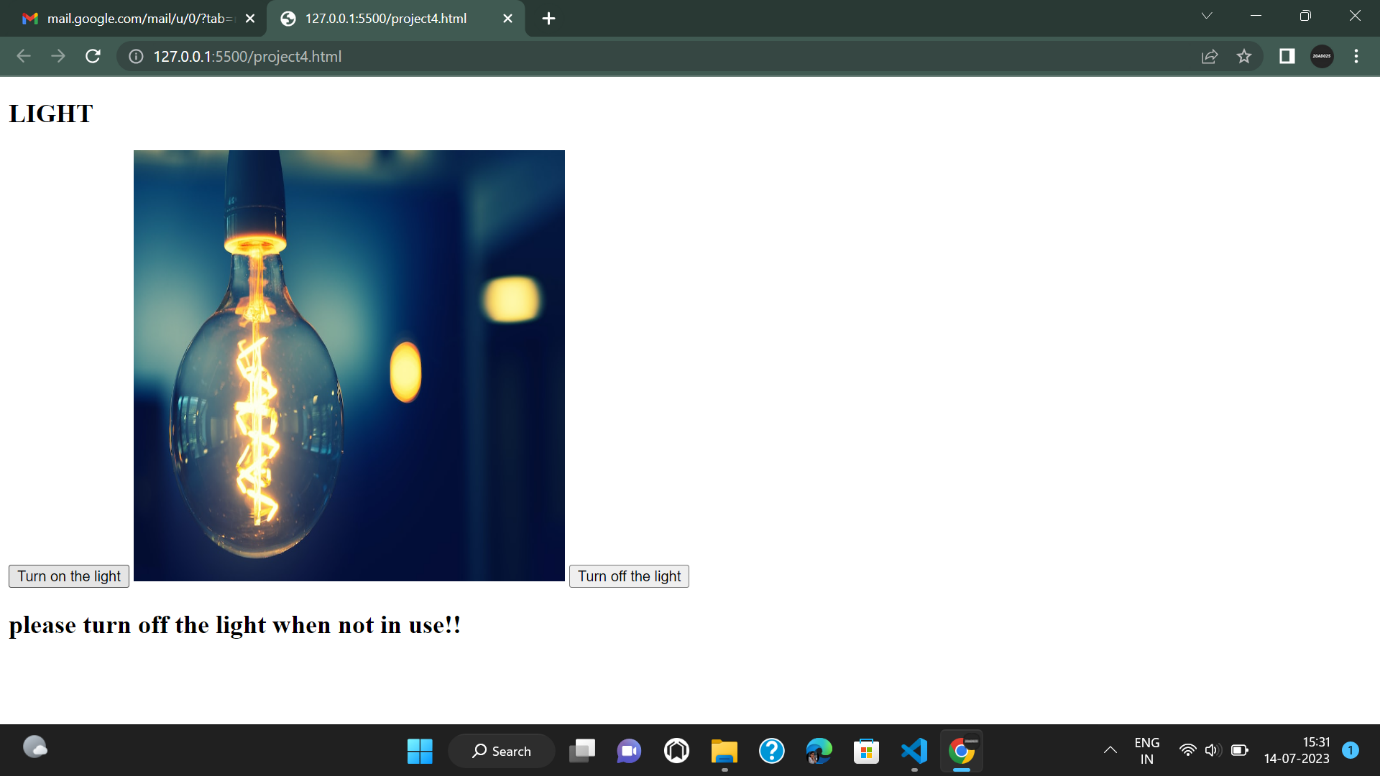 mail.google.com/mail/u/0/?tab=
127.0.0.1:5500/project4.html
127.0.0.1:5500/project4.html
LIGHT
Turn on the light
Turn off the light
please turn off the light when not in use!!
Search
ENG
IN
15:31
14-07-2023
1